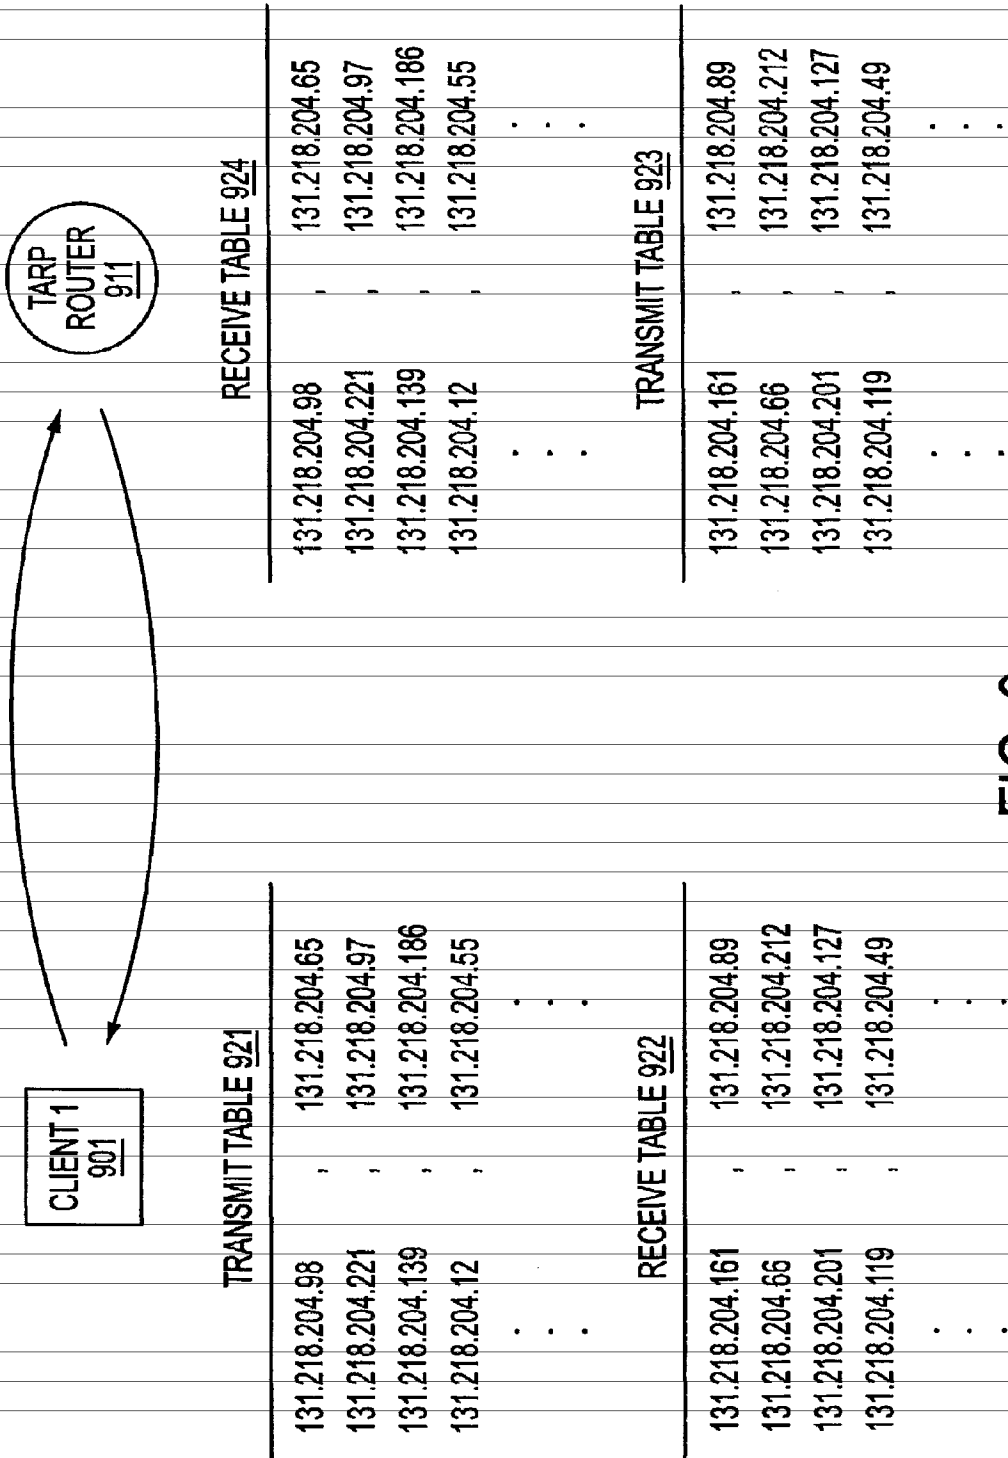 CLIENT 1
901
TARP
ROUTER
911
TRANSMIT TABLE 921
131.218.204.98 , 131.218.204.65
131.218.204.221 , 131.218.204.97
131.218.204.139 , 131.218.204.186
131.218.204.12 , 131.218.204.55
. .
. .
. .
RECEIVE TABLE 924
131.218.204.98 , 131.218.204.65
131.218.204.221 , 131.218.204.97
131.218.204.139 , 131.218.204.186
131.218.204.12 , 131.218.204.55
. .
. .
. .
RECEIVE TABLE 922
131.218.204.161 , 131.218.204.89
131.218.204.66 , 131.218.204.212
131.218.204.201 , 131.218.204.127
131.218.204.119 , 131.218.204.49
. .
. .
. .
TRANSMIT TABLE 923
131.218.204.161 , 131.218.204.89
131.218.204.66 , 131.218.204.212
131.218.204.201 , 131.218.204.127
131.218.204.119 , 131.218.204.49
. .
. .
. .